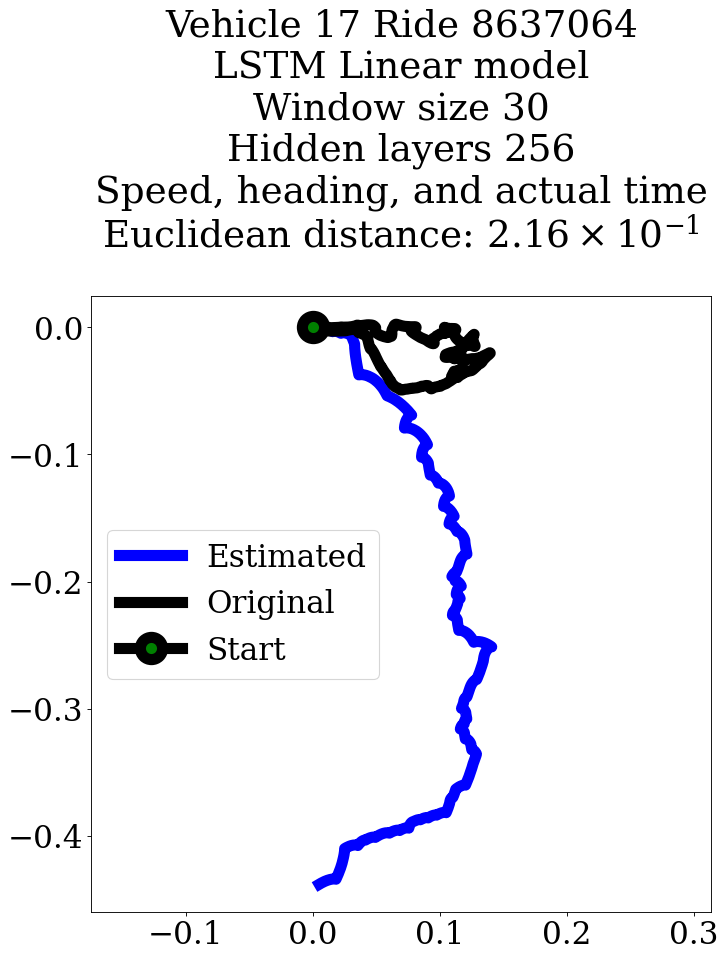 Vehicle 17 Ride 8637064
LSTM Linear model
Window size 30
Hidden layers 256
Speed, heading, and actual time
Euclidean distance: 2.16 × 10⁻¹
0.0
−0.1
−0.2
−0.3
−0.4
Estimated
Original
Start
−0.1 0.0 0.1 0.2 0.3